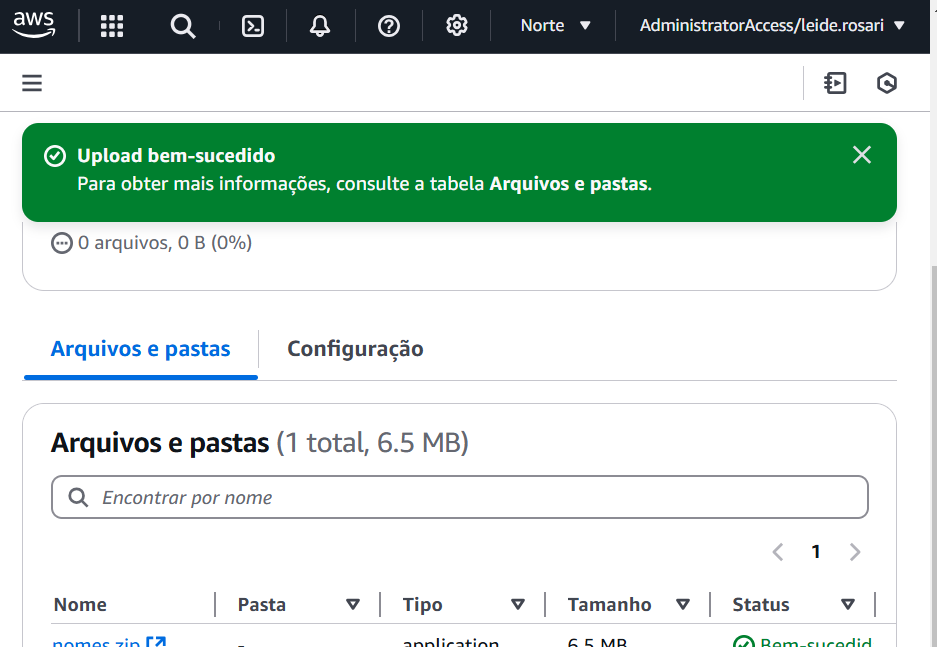 aws
Norte
AdministratorAccess/leide.rosari
Upload bem-sucedido
Para obter mais informações, consulte a tabela Arquivos e pastas.
0 arquivos, 0 B (0%)
Arquivos e pastas
Configuração
Arquivos e pastas (1 total, 6.5 MB)
Encontrar por nome
1
Nome Pasta Tipo Tamanho Status
nomes.zip - application 6.5 MB Bem-sucedid